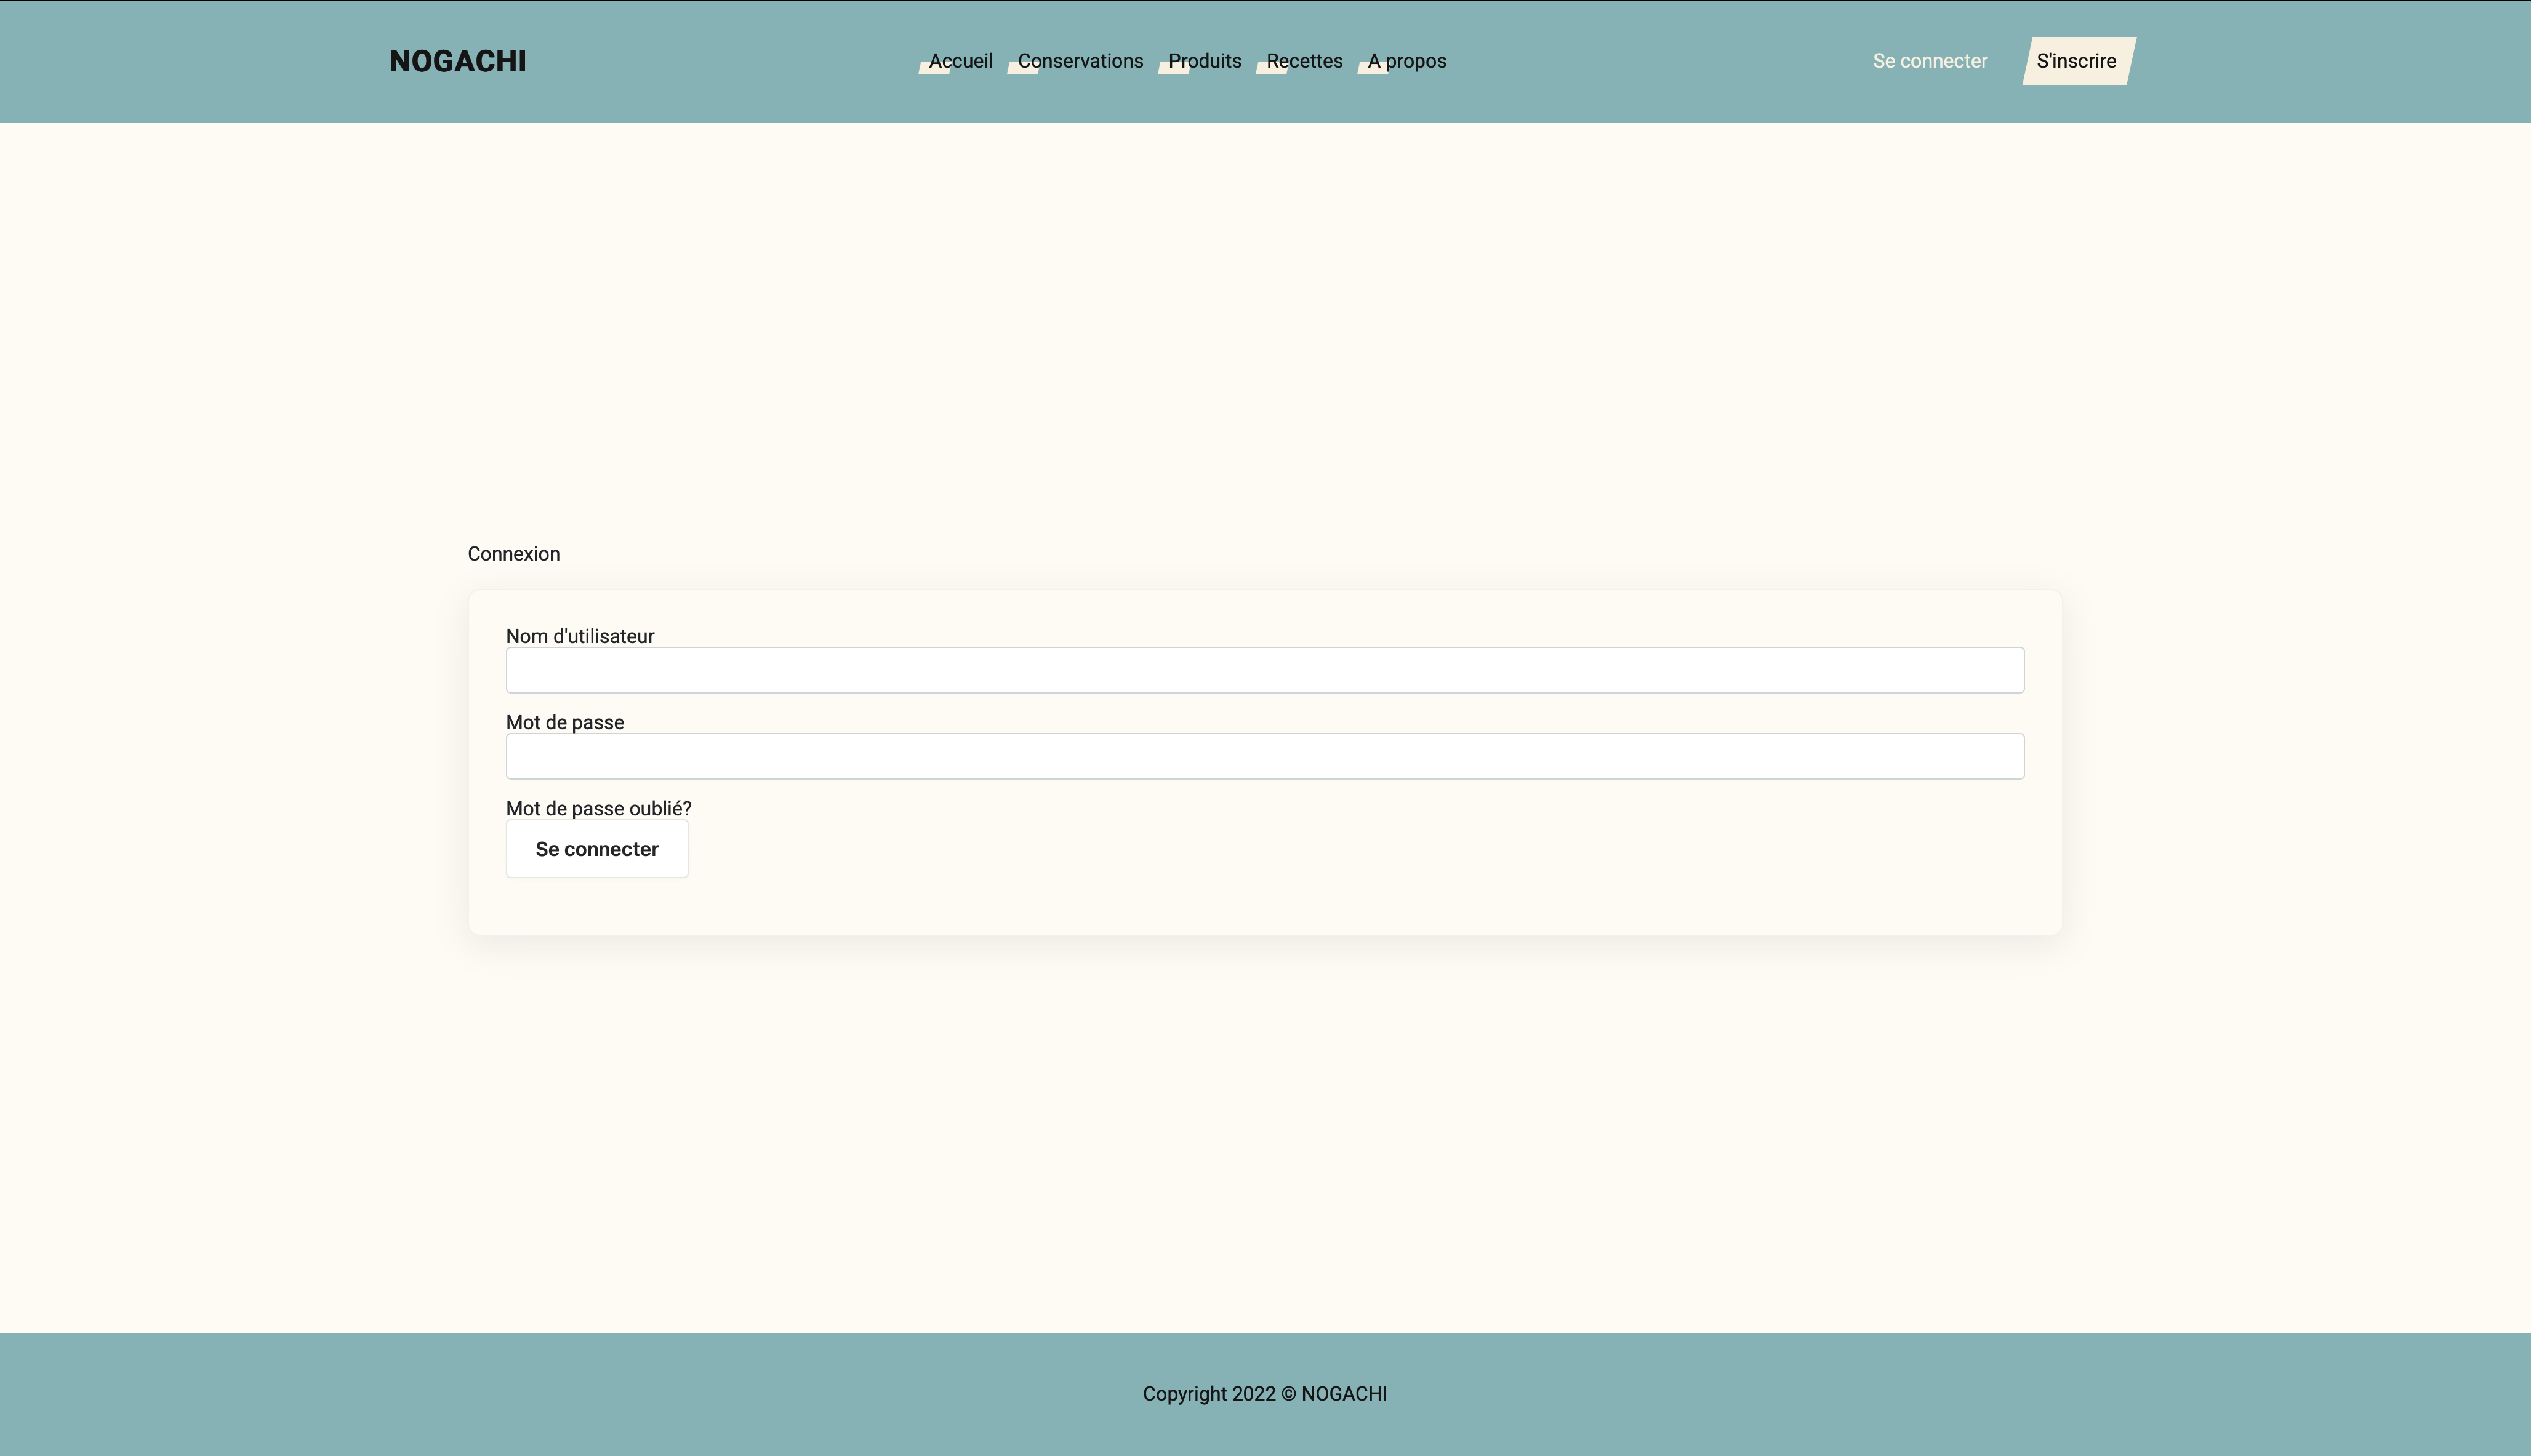 NOGACHI
Accueil Conservations Produits Recettes A propos
Se connecter S'inscrire
Connexion
Nom d'utilisateur
Mot de passe
Mot de passe oublié?
Se connecter
Copyright 2022 © NOGACHI